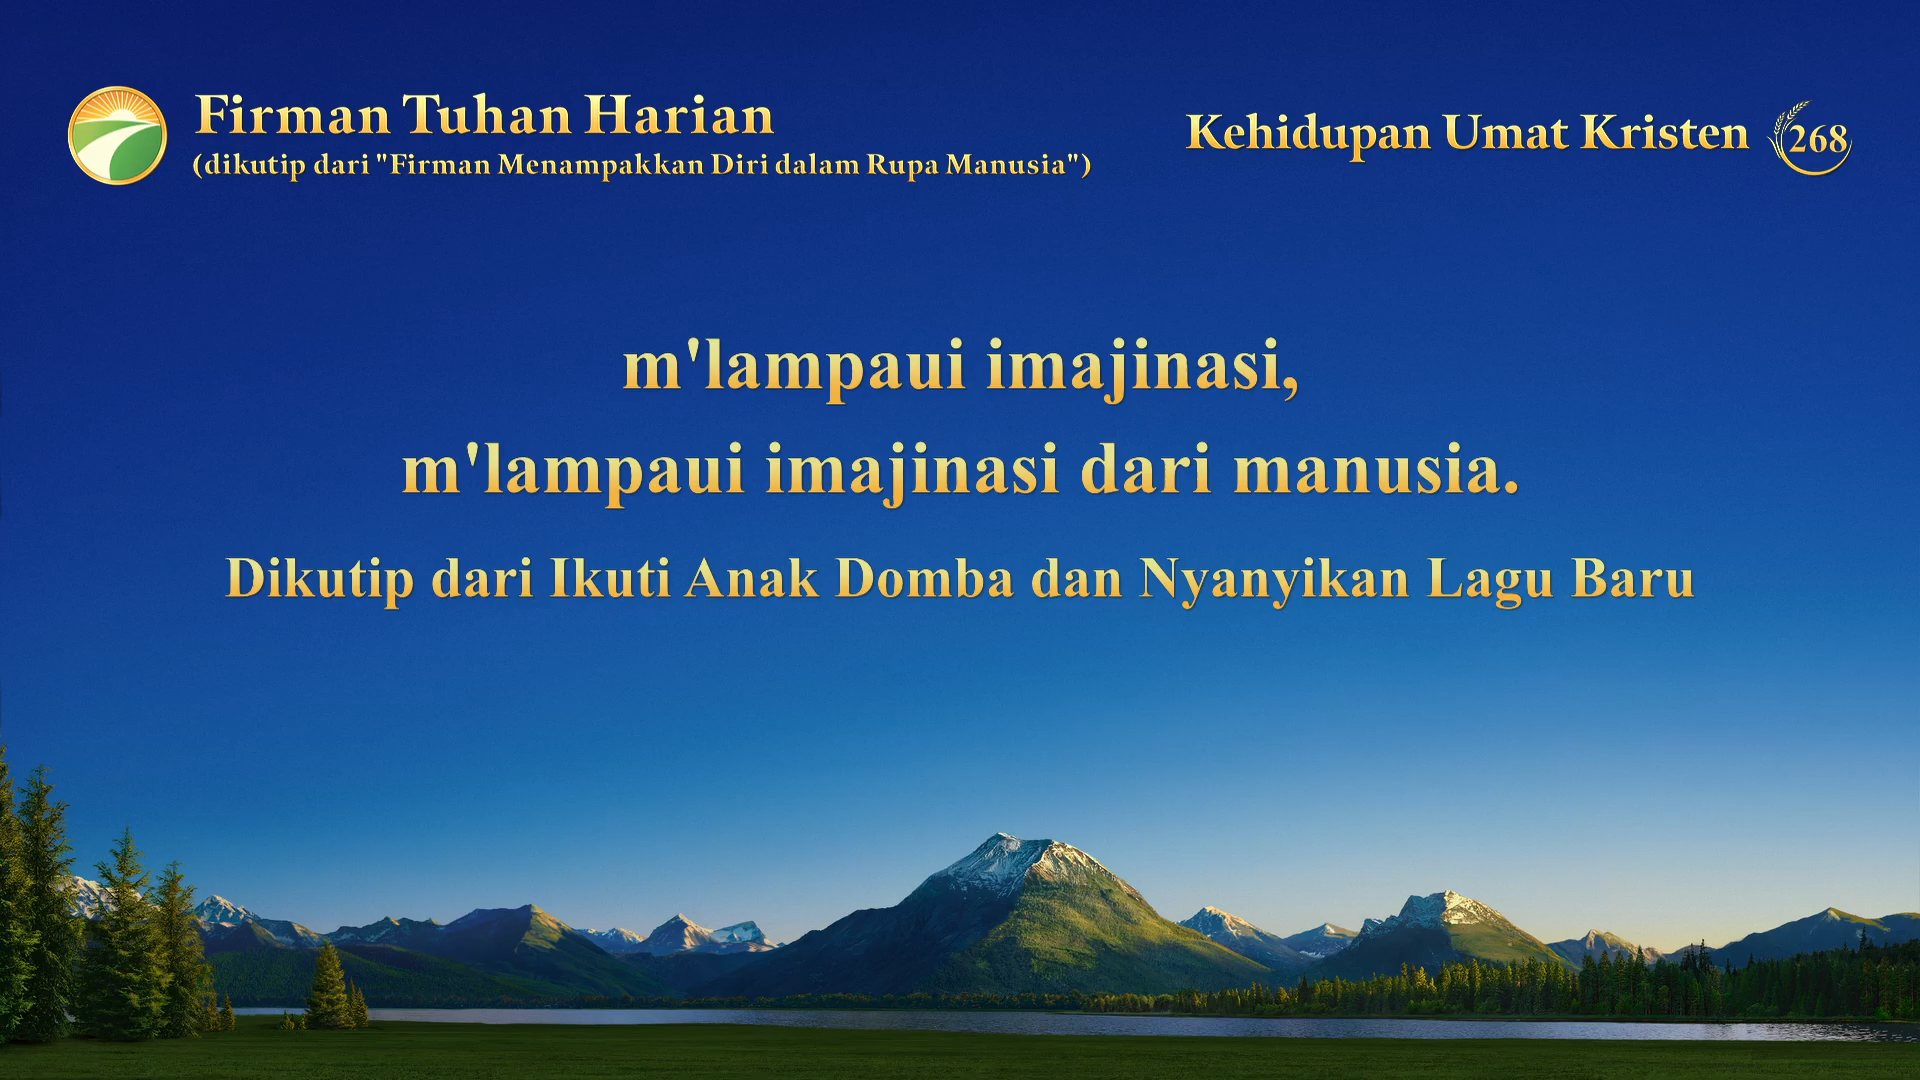 Firman Tuhan Harian
(dikutip dari "Firman Menampakkan Diri dalam Rupa Manusia")
Kehidupan Umat Kristen 268
m'lampaui imajinasi,
m'lampaui imajinasi dari manusia.
Dikutip dari Ikuti Anak Domba dan Nyanyikan Lagu Baru